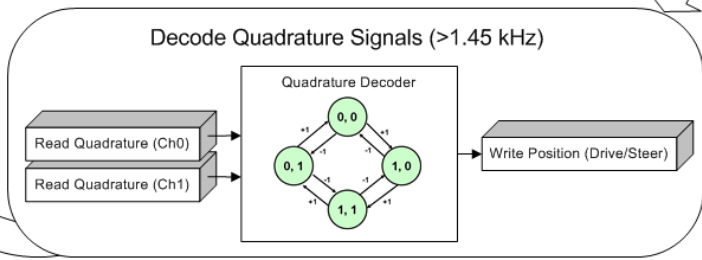 Decode Quadrature Signals (>1.45 kHz)
Quadrature Decoder
Read Quadrature (Ch0)
Read Quadrature (Ch1)
0, 0
+1
+1
-1
-1
0, 1
1, 0
-1
-1
+1
+1
1, 1
Write Position (Drive/Steer)